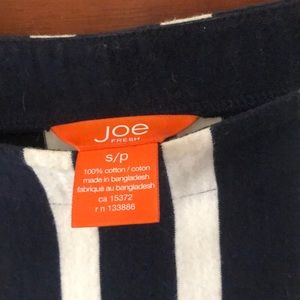 Joe
FRESH
s/p
100% cotton / coton
made in bangladesh
fabriqué au bangladesh
ca 15372
r n 133886